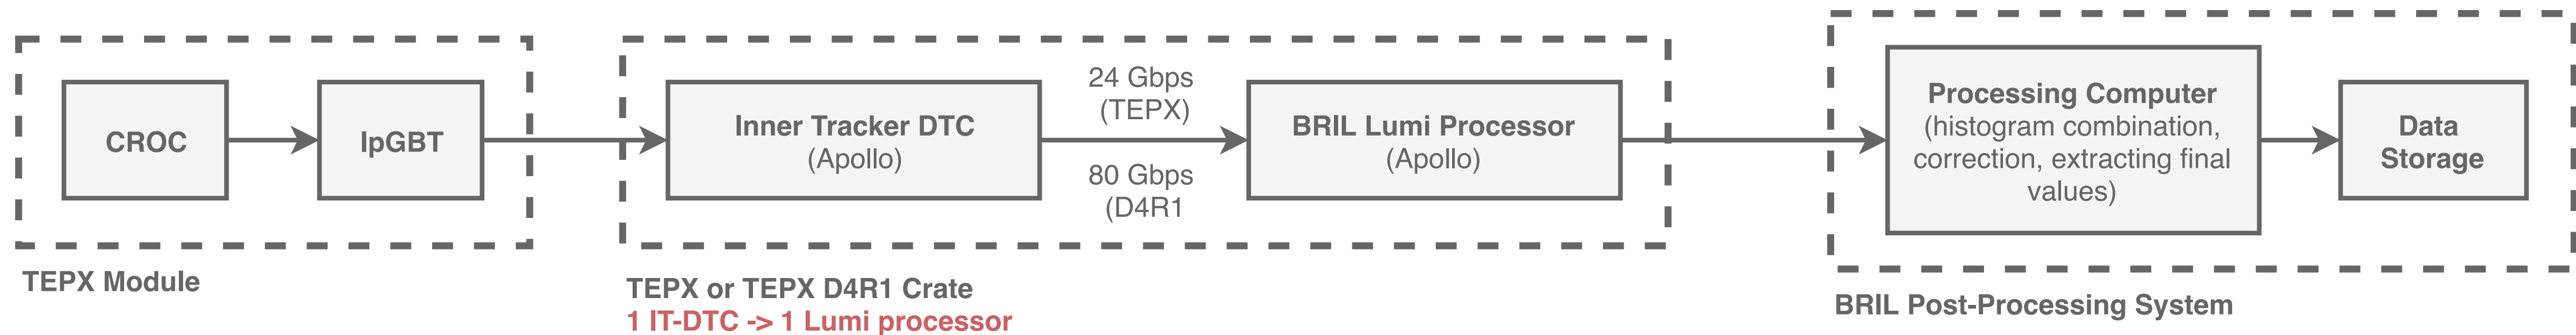 CROC
lpGBT
TEPX Module
Inner Tracker DTC
(Apollo)
24 Gbps
(TEPX)
80 Gbps
(D4R1
BRIL Lumi Processor
(Apollo)
TEPX or TEPX D4R1 Crate
1 IT-DTC -> 1 Lumi processor
Processing Computer
(histogram combination,
correction, extracting final
values)
Data
Storage
BRIL Post-Processing System